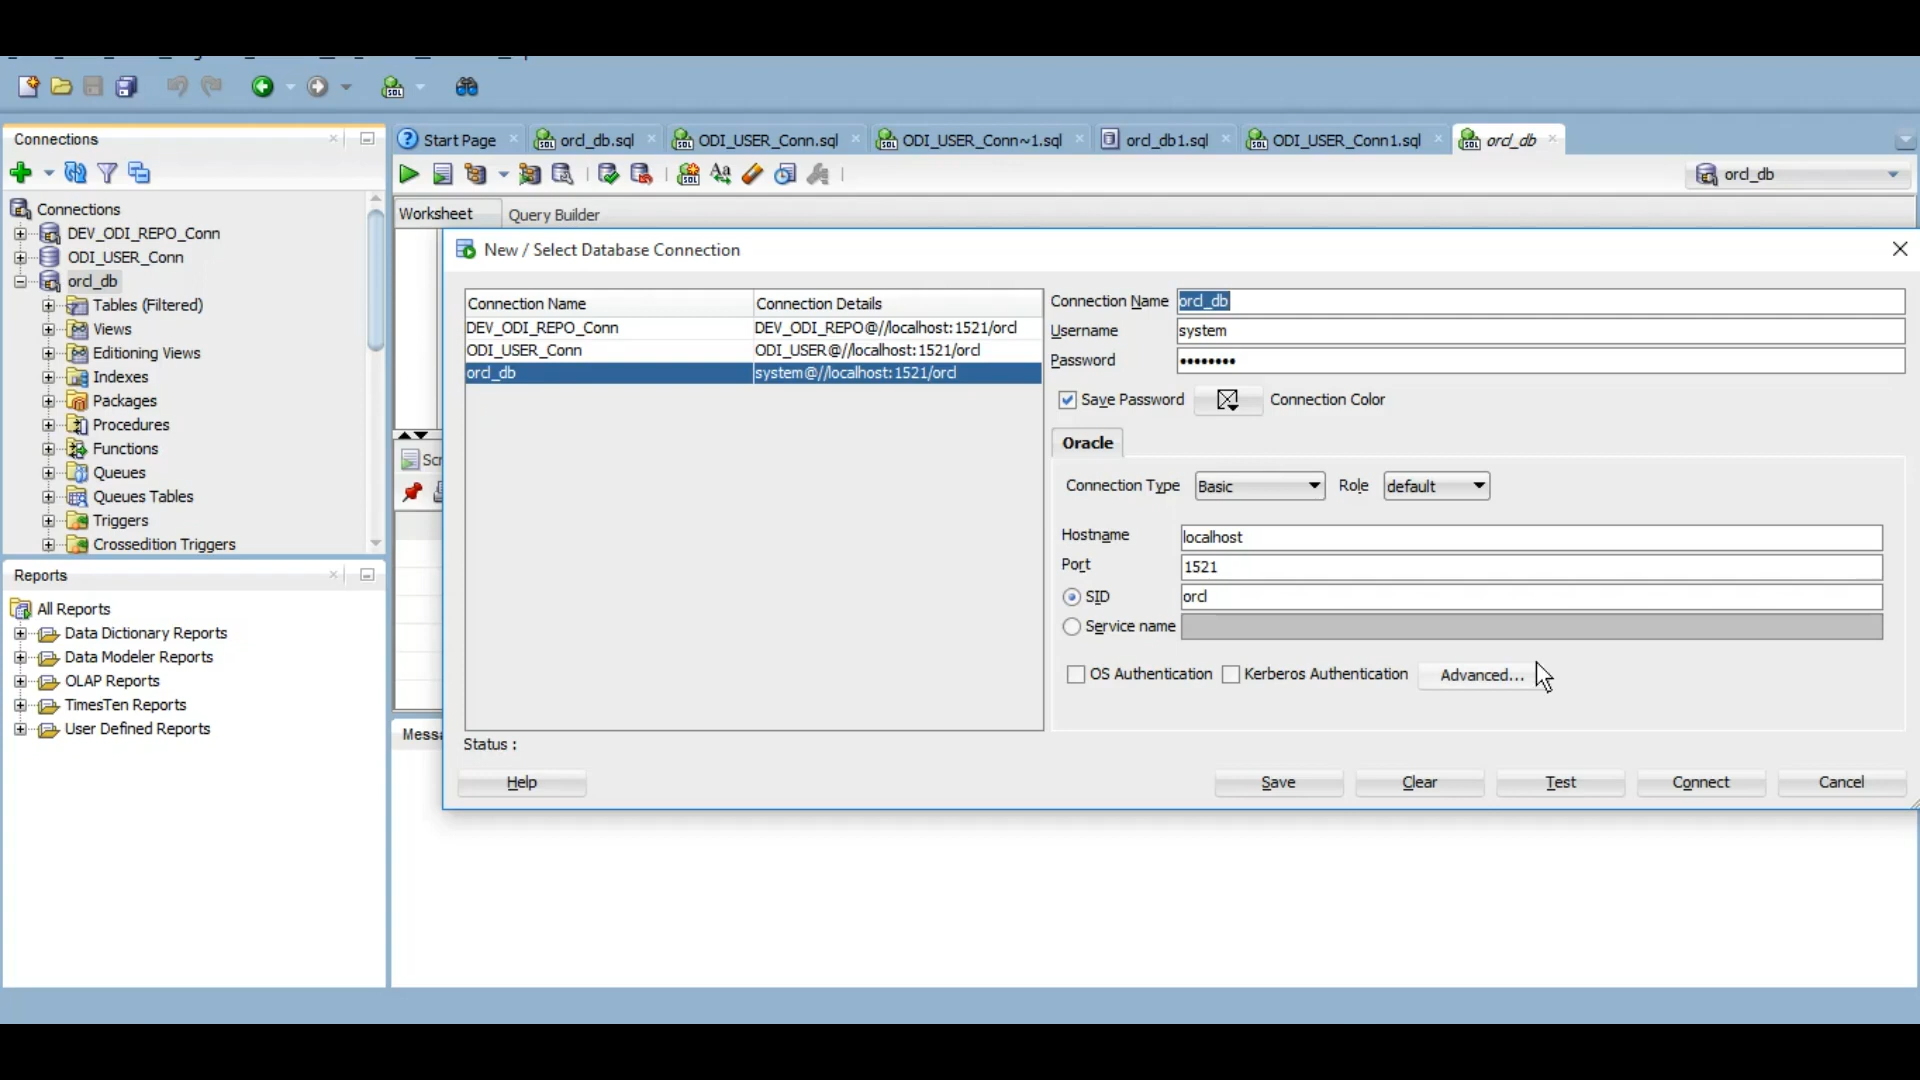 Connections
Start Page
orcl_db.sql
ODI_USER_Conn.sql
ODI_USER_Conn~1.sql
orcl_db1.sql
ODI_USER_Conn1.sql
orcl_db
orcl_db
Worksheet
Query Builder
Connections
DEV_ODI_REPO_Conn
ODI_USER_Conn
orcl_db
Tables (Filtered)
Views
Editioning Views
Indexes
Packages
Procedures
Functions
Queues
Queues Tables
Triggers
Crossedition Triggers
Reports
All Reports
Data Dictionary Reports
Data Modeler Reports
OLAP Reports
TimesTen Reports
User Defined Reports
New / Select Database Connection
Connection Name Connection Details
DEV_ODI_REPO_Conn DEV_ODI_REPO@//localhost:1521/orcl
ODI_USER_Conn ODI_USER@//localhost:1521/orcl
orcl_db system@//localhost:1521/orcl
Connection Name orcl_db
Username system
Password ••••••••
Save Password
Connection Color
Oracle
Connection Type Basic Role default
Hostname localhost
Port 1521
SID orcl
Service name
OS Authentication Kerberos Authentication Advanced...
Status :
Help Save Clear Test Connect Cancel